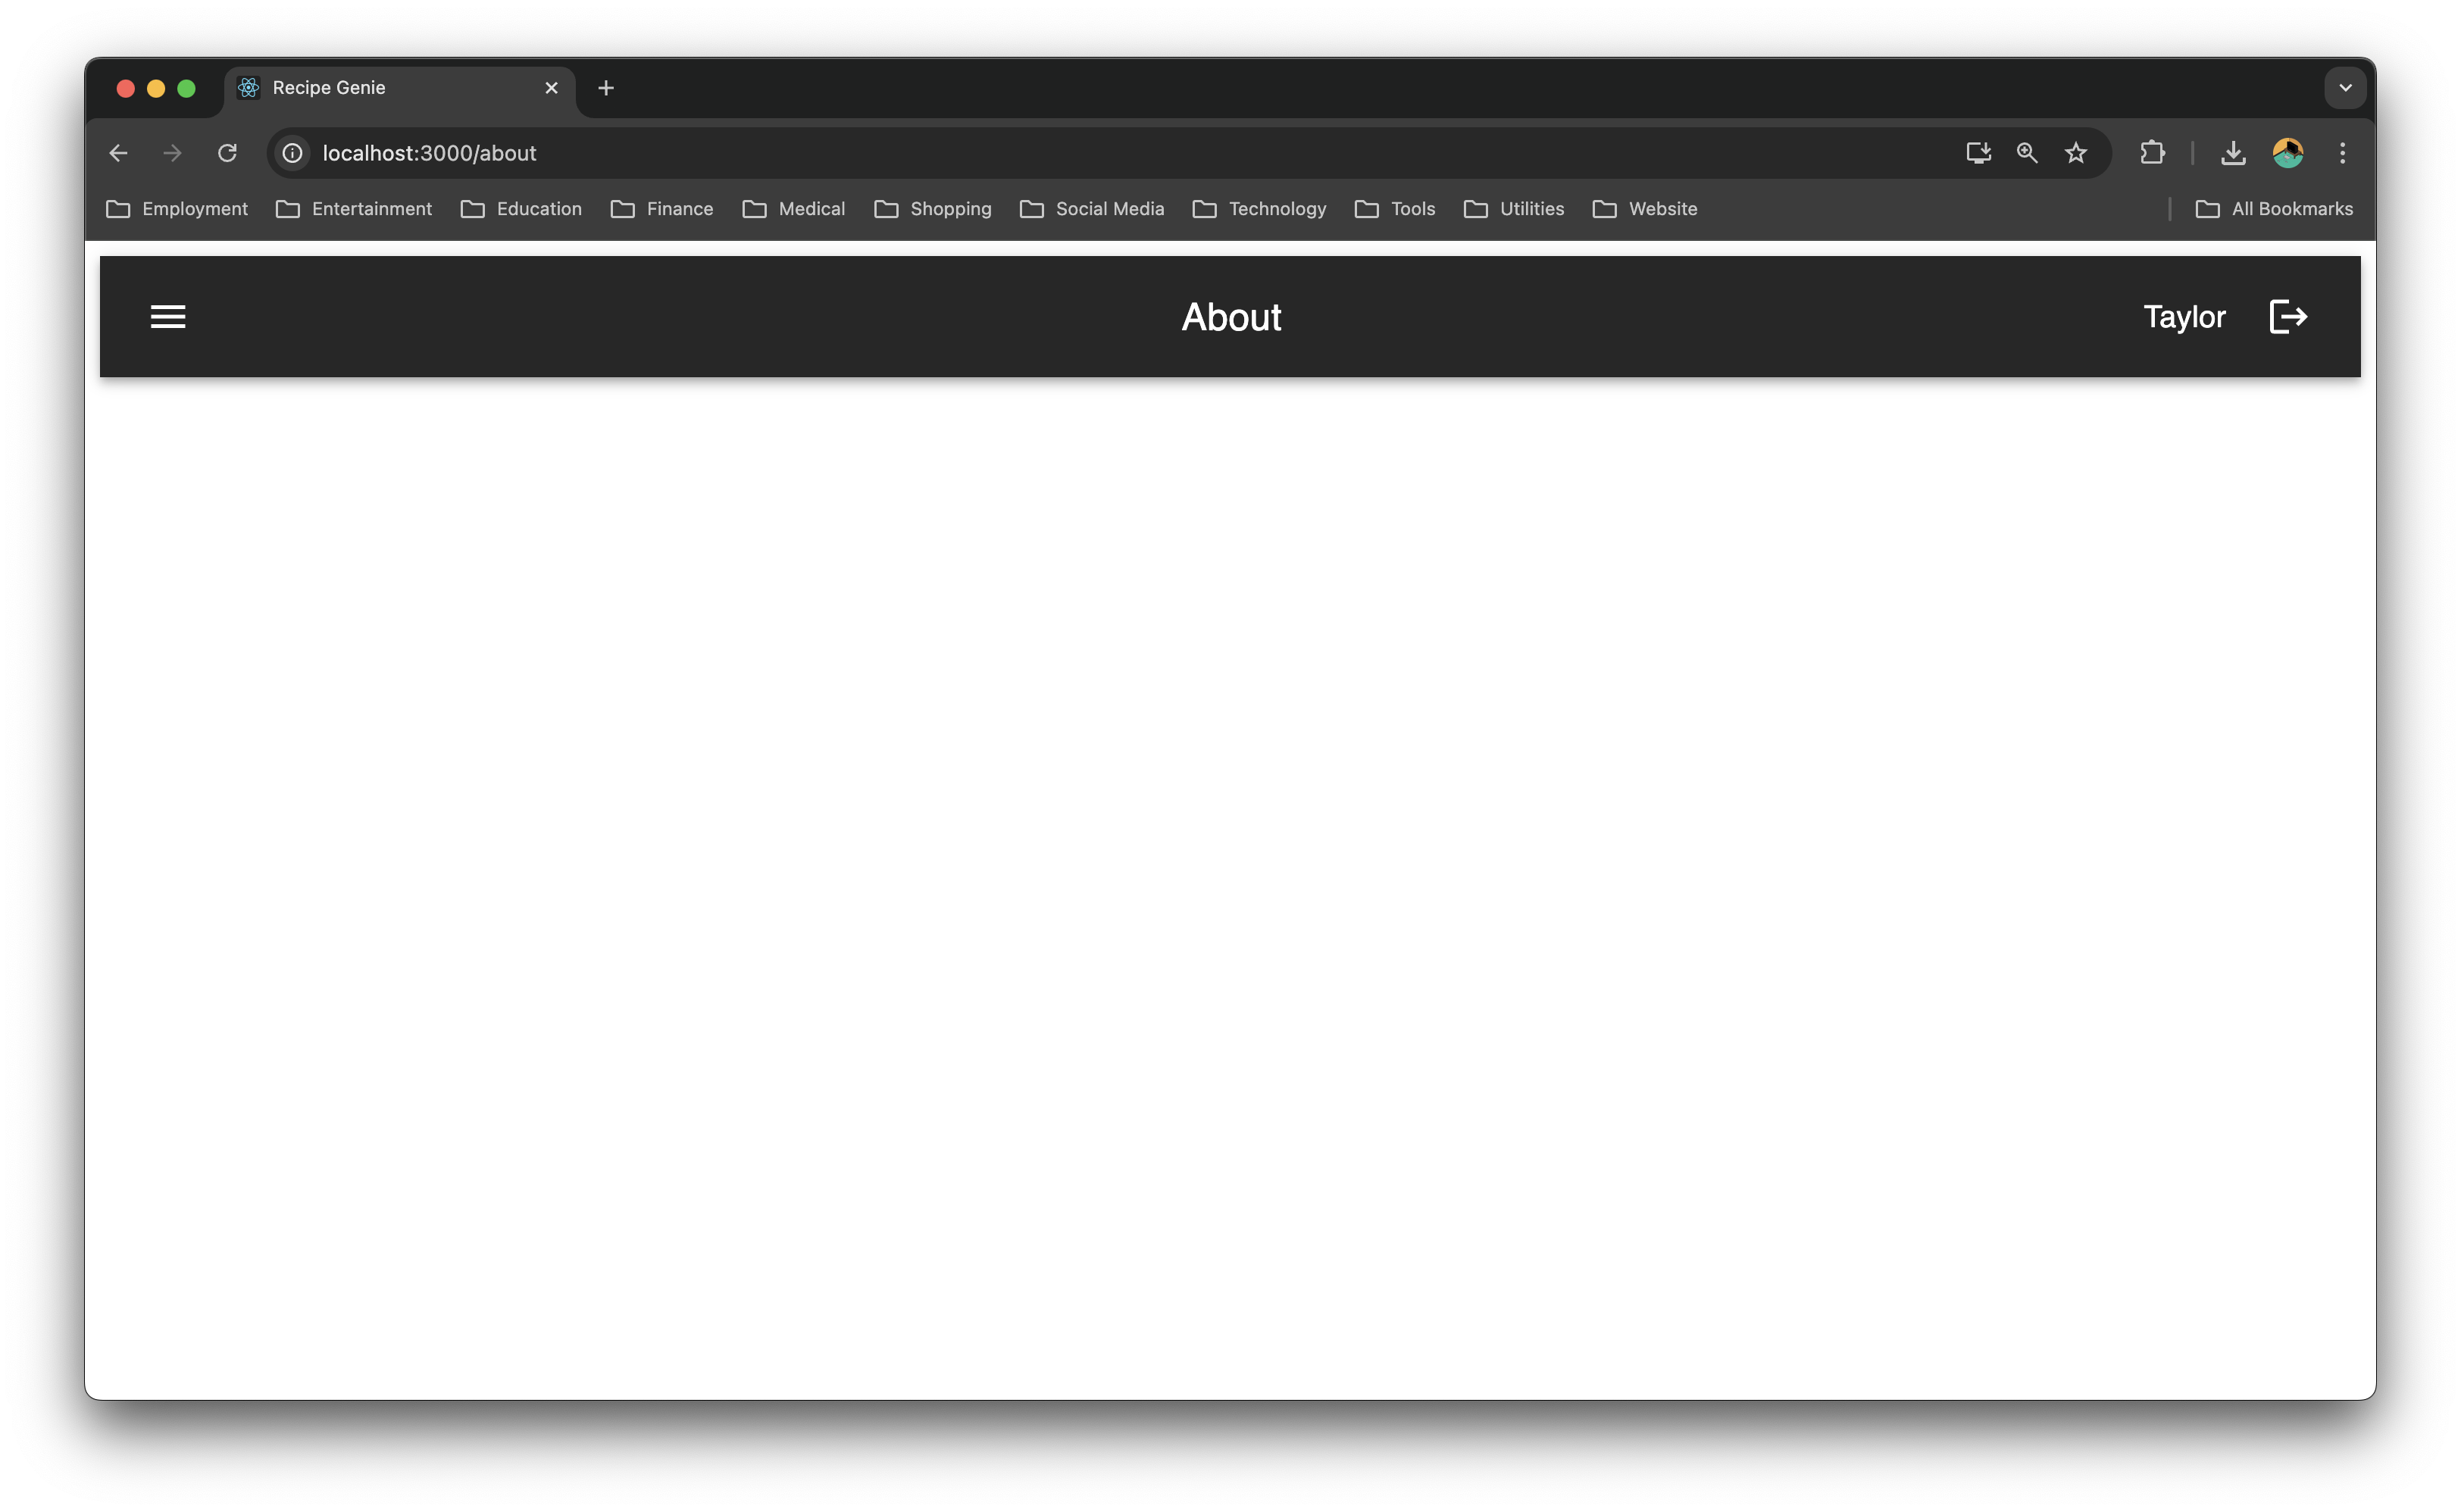 Recipe Genie
localhost:3000/about
Employment Entertainment Education Finance Medical Shopping Social Media Technology Tools Utilities Website All Bookmarks
About Taylor